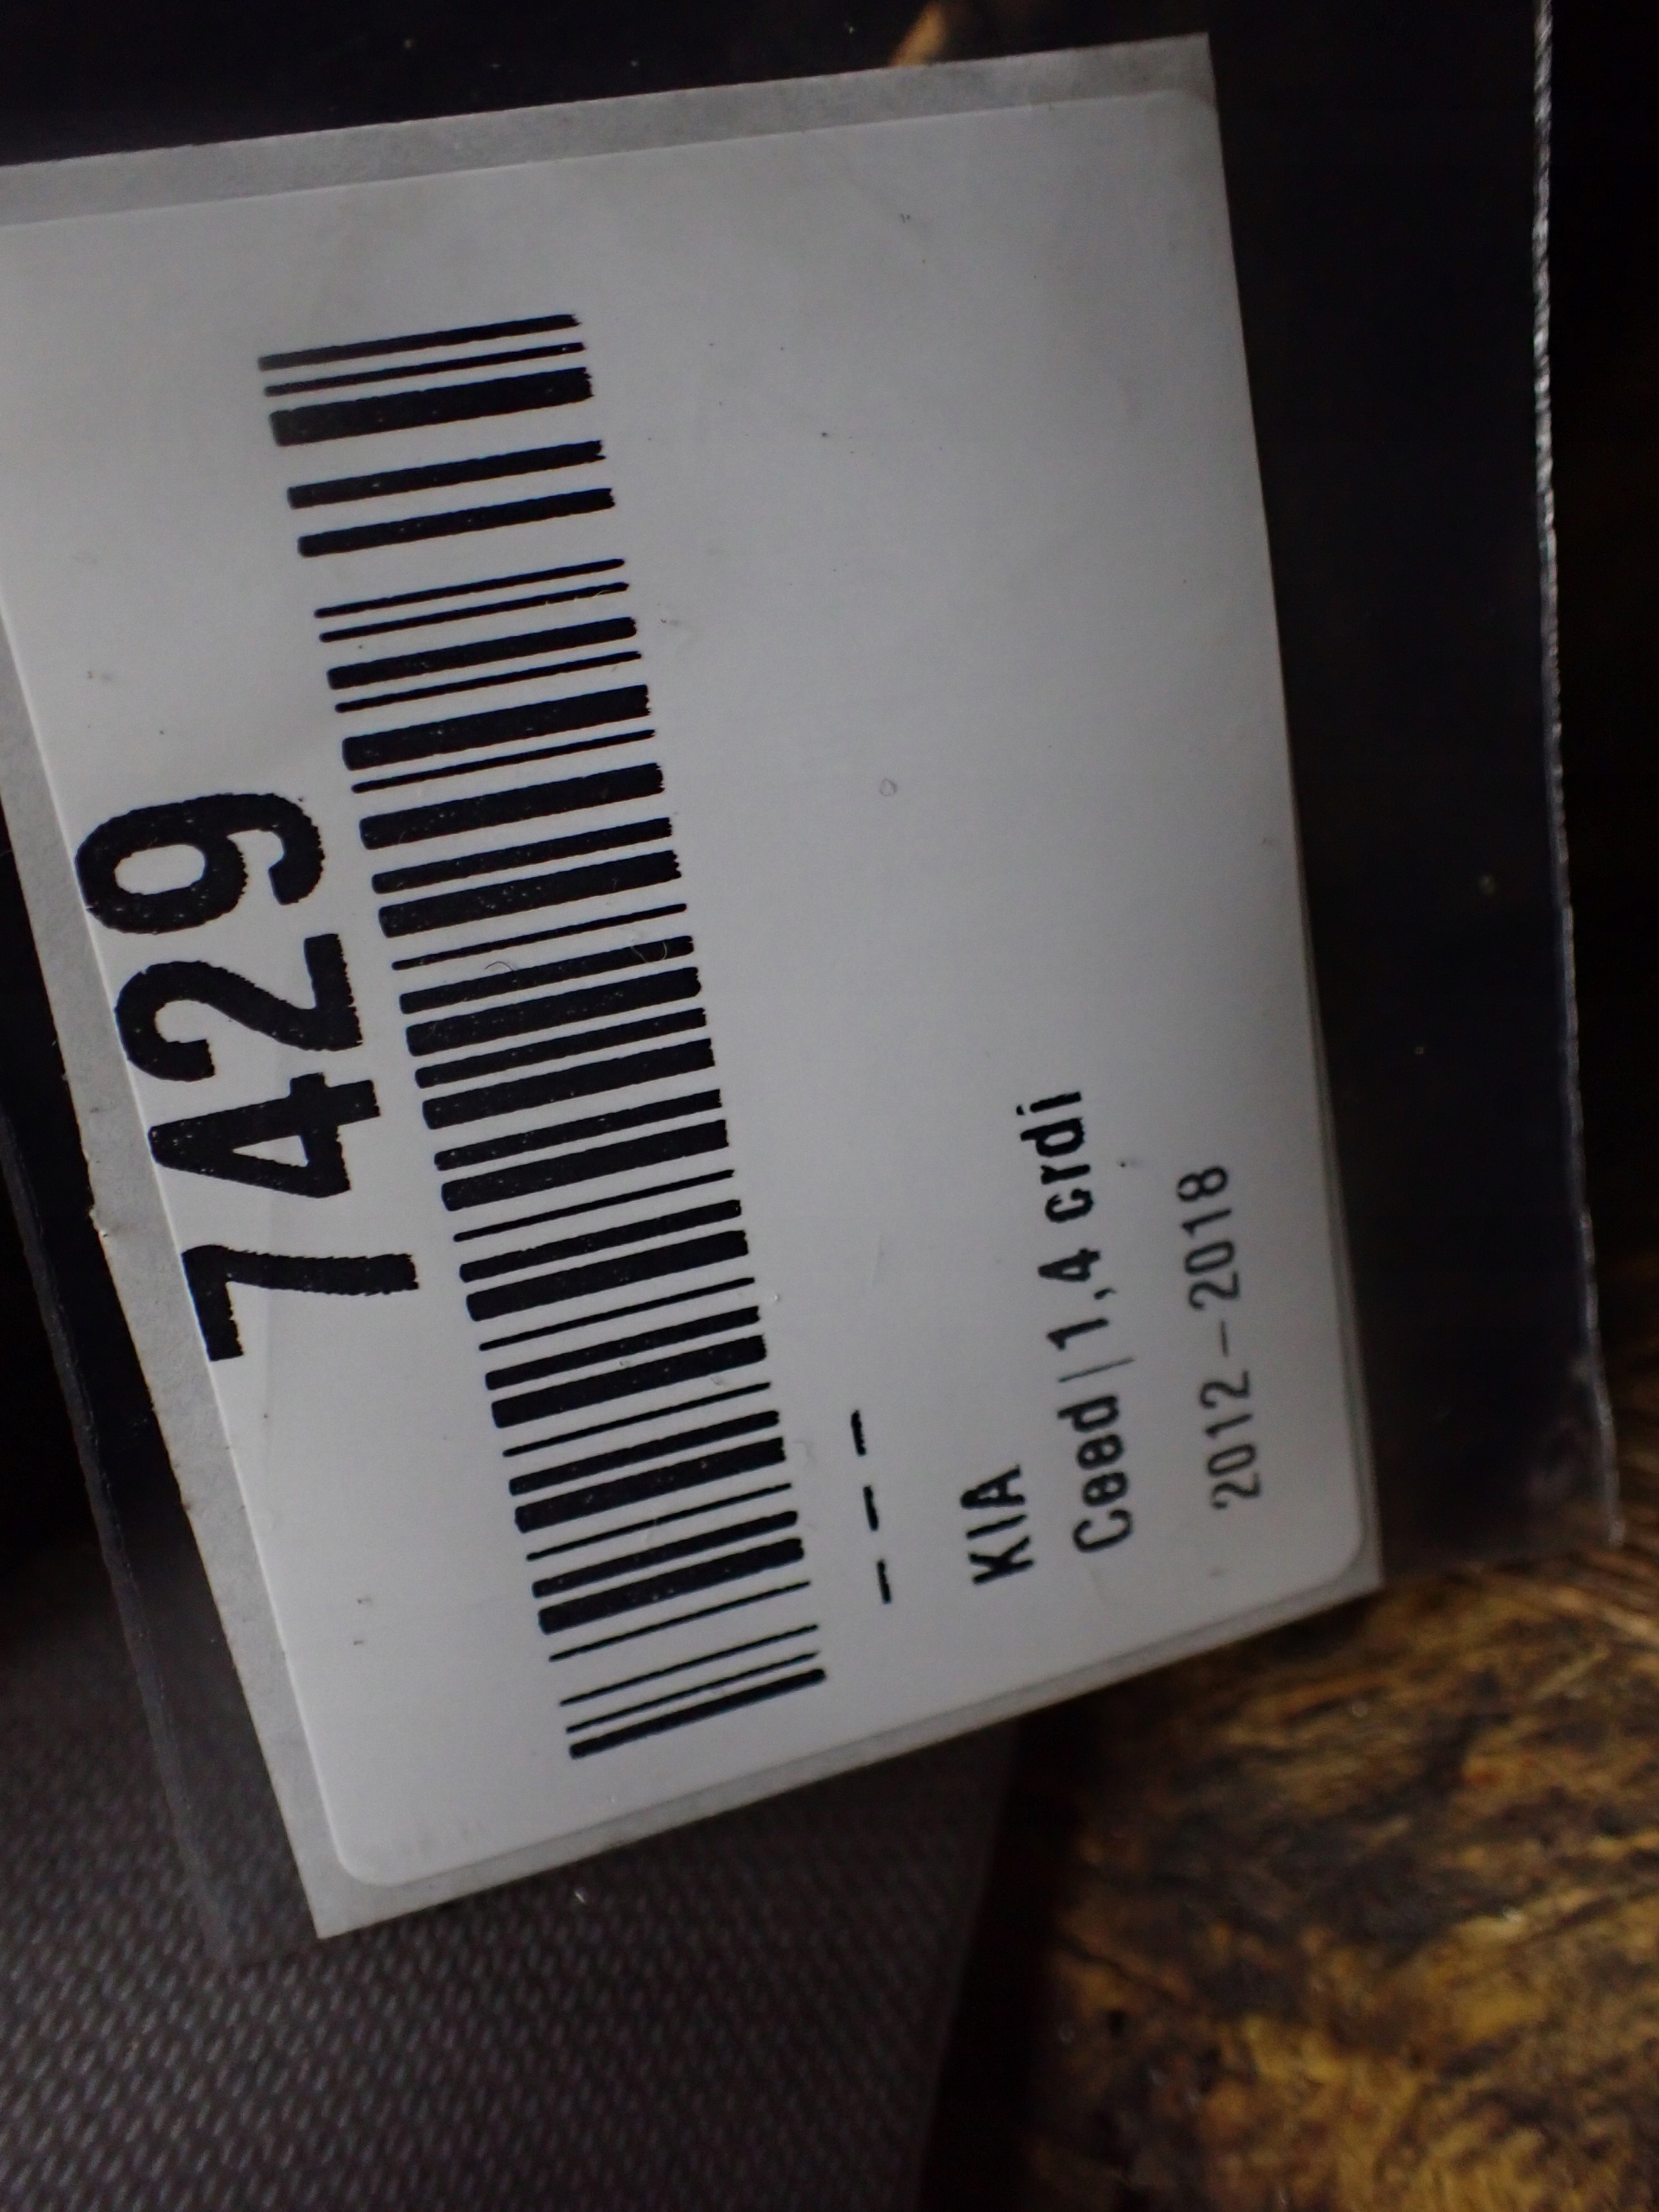 7429
---
KIA
Ceed | 1,4 crdi
2012-2018